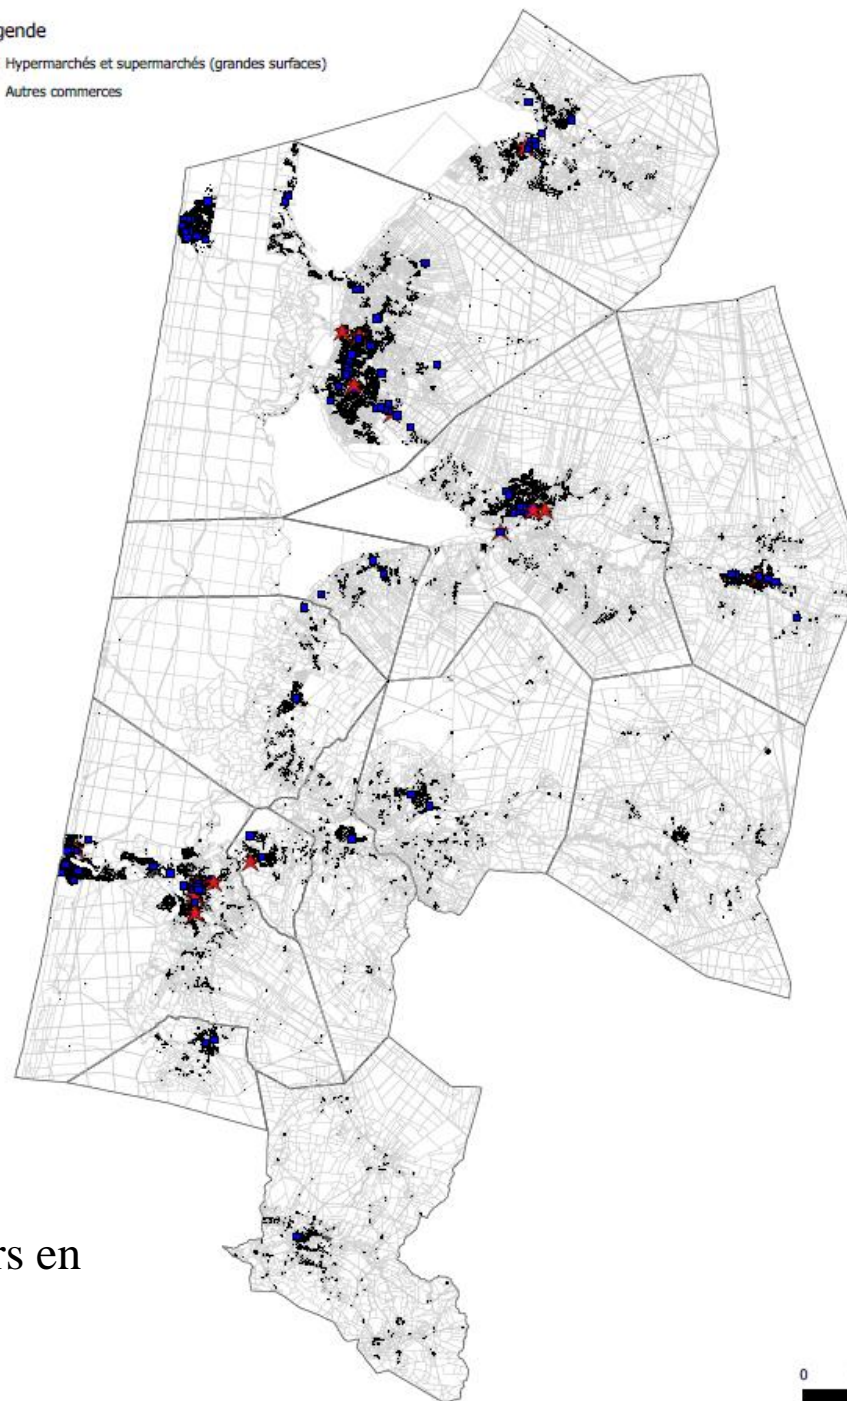 gende
Hypermarchés et supermarchés (grandes surfaces)
Autres commerces
rs en
0